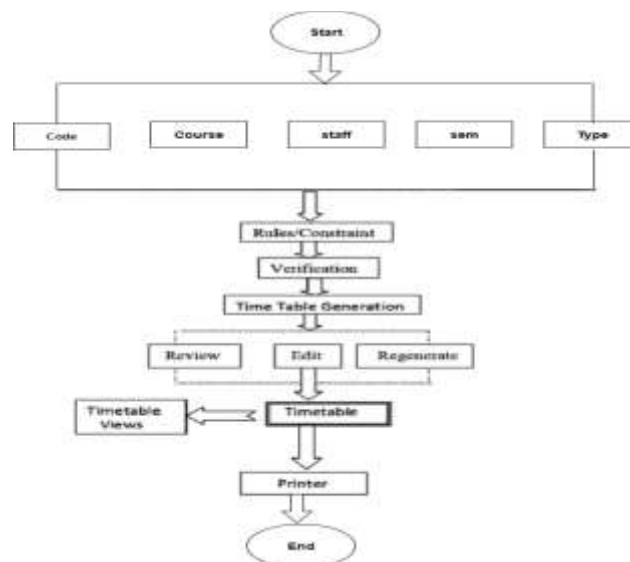 Start
Code
Course
staff
sem
Type
Rules/Constraint
Verification
Time Table Generation
Review
Edit
Regenerate
Timetable
Timetable
Views
Printer
End